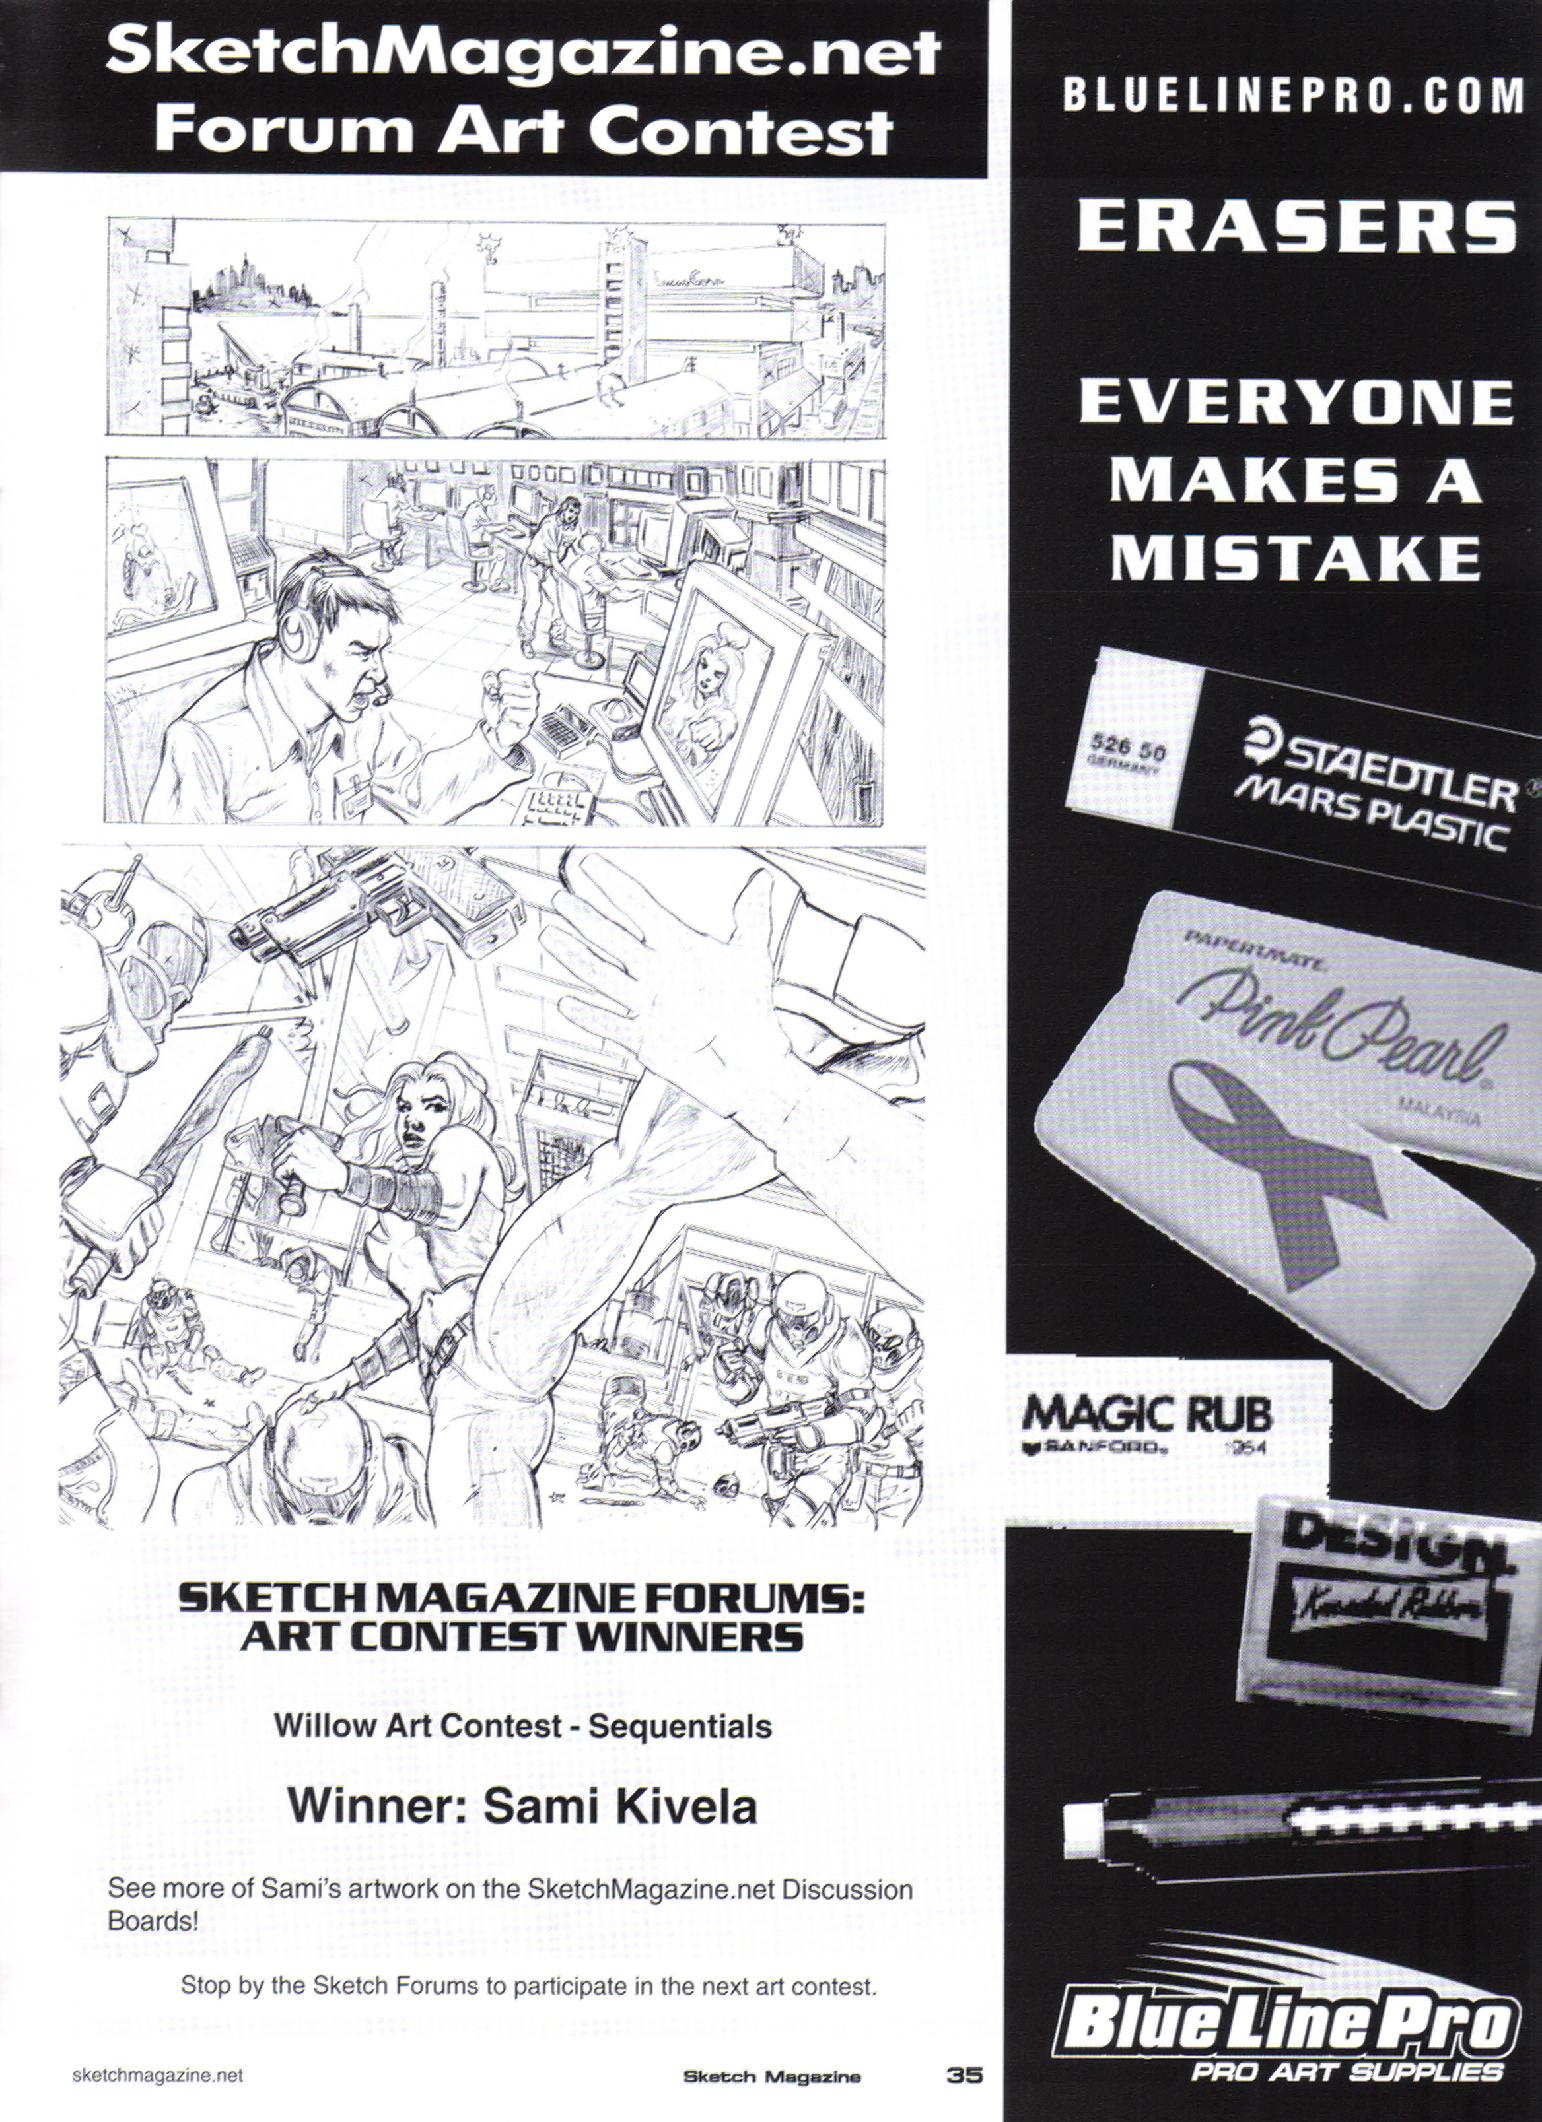 SketchMagazine.net
Forum Art Contest
SKETCH MAGAZINE FORUMS:
ART CONTEST WINNERS
Willow Art Contest - Sequentials
Winner: Sami Kivela
See more of Sami's artwork on the SketchMagazine.net Discussion
Boards!
Stop by the Sketch Forums to participate in the next art contest.
sketchmagazine.net
Sketch Magazine
35
BLUELINEPRO.COM
ERASERS
EVERYONE
MAKES A
MISTAKE
526 50
GERMANY
STAEDTLER®
MARS PLASTIC
PAPERMATE.
Pink Pearl®
MALAYSIA
MAGIC RUB
SANFORD® 1954
DESIGN.
Kneaded Rubber
BlueLinePro
PRO ART SUPPLIES